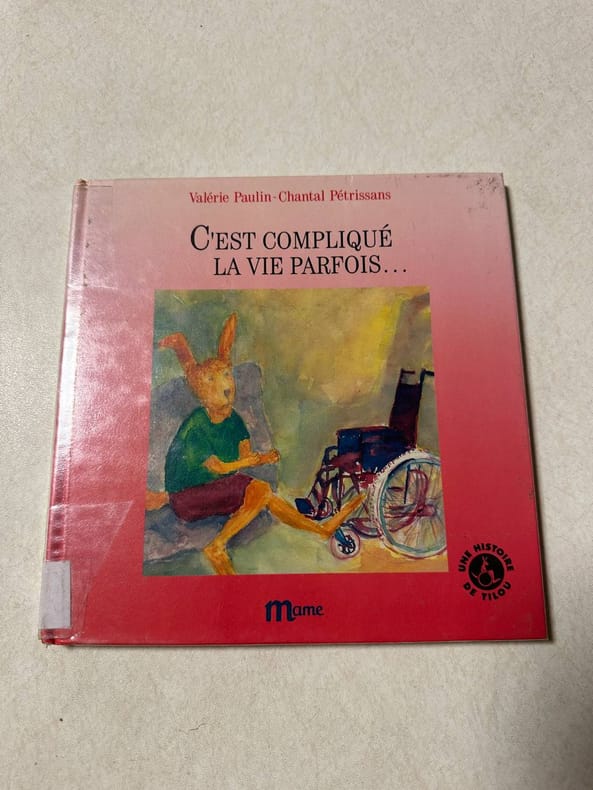 Valérie Paulin-Chantal Pétrissans
C'EST COMPLIQUÉ
LA VIE PARFOIS...
UNE HISTOIRE
DE TILOU
mame